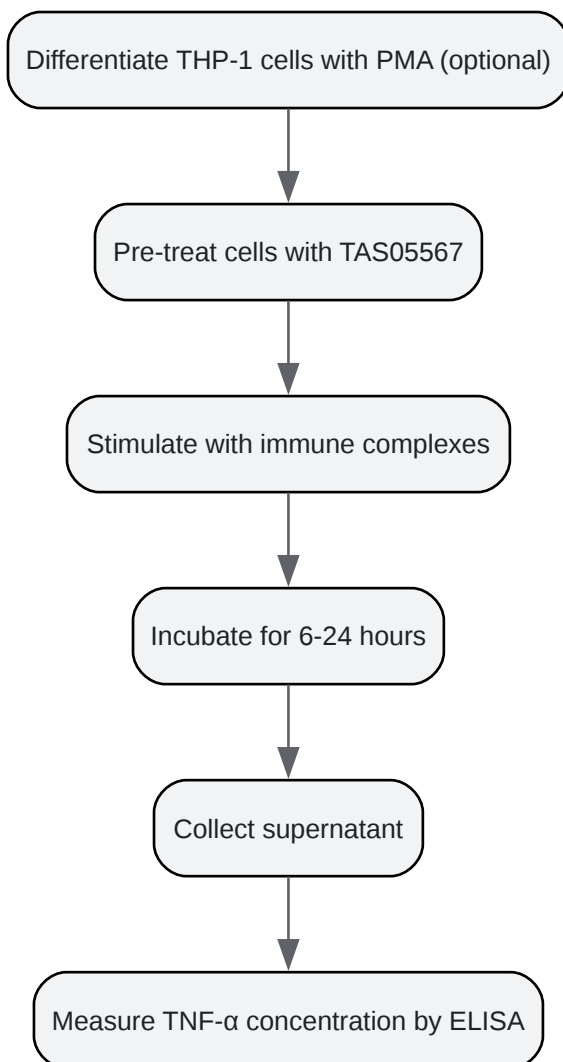 Differentiate THP-1 cells with PMA (optional)
Pre-treat cells with TAS05567
Stimulate with immune complexes
Incubate for 6-24 hours
Collect supernatant
Measure TNF-α concentration by ELISA